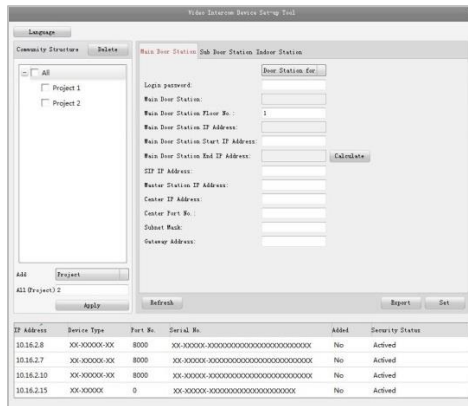 Video Intercom Device Set-up Tool
Language
Community Structure Delete
All
Project 1
Project 2
Add Project
All(Project) 2
Apply
Main Door Station Sub Door Station Indoor Station
Door Station for
Login password:
Main Door Station:
Main Door Station Floor No.: 1
Main Door Station IP Address:
Main Door Station Start IP Address:
Main Door Station End IP Address: Calculate
SIP IP Address:
Master Station IP Address:
Center IP Address:
Center Port No.:
Subnet Mask:
Gateway Address:
Refresh Export Set
IP Address Device Type Port No. Serial No. Added Security Status
10.16.2.8 XX-XXXXX-XX 8000 XX-XXXXX-XXXXXXXXXXXXXXXXXXXXXXXX No Actived
10.16.2.7 XX-XXXXX-XX 8000 XX-XXXXX-XXXXXXXXXXXXXXXXXXXXXXXX No Actived
10.16.2.10 XX-XXXXX-XX 8000 XX-XXXXX-XXXXXXXXXXXXXXXXXXXXXXXX No Actived
10.16.2.15 XX-XXXXX 0 XX-XXXXX-XXXXXXXXXXXXXXXXXXXX No Actived